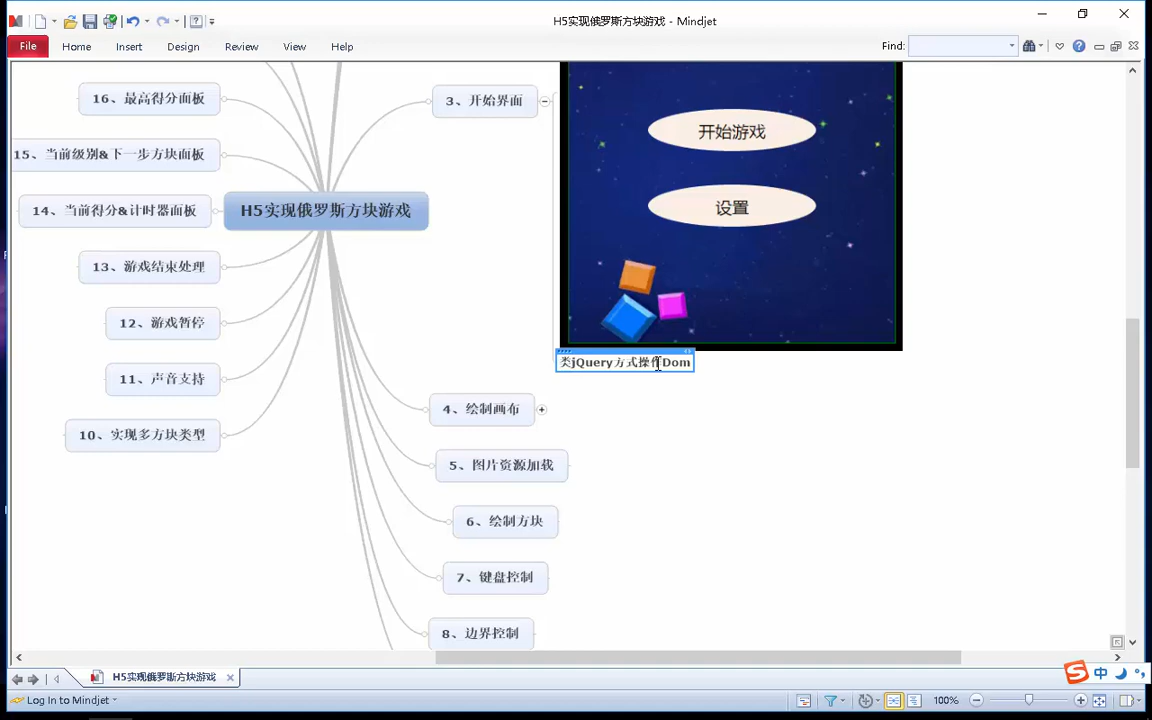 H5实现俄罗斯方块游戏 - Mindjet
File Home Insert Design Review View Help Find:
16、最高得分面板
15、当前级别&下一步方块面板
14、当前得分&计时器面板
13、游戏结束处理
12、游戏暂停
11、声音支持
10、实现多方块类型
H5实现俄罗斯方块游戏
3、开始界面
开始游戏
设置
类jQuery方式操作Dom
4、绘制画布
5、图片资源加载
6、绘制方块
7、键盘控制
8、边界控制
H5实现俄罗斯方块游戏
中
Log In to Mindjet
100%